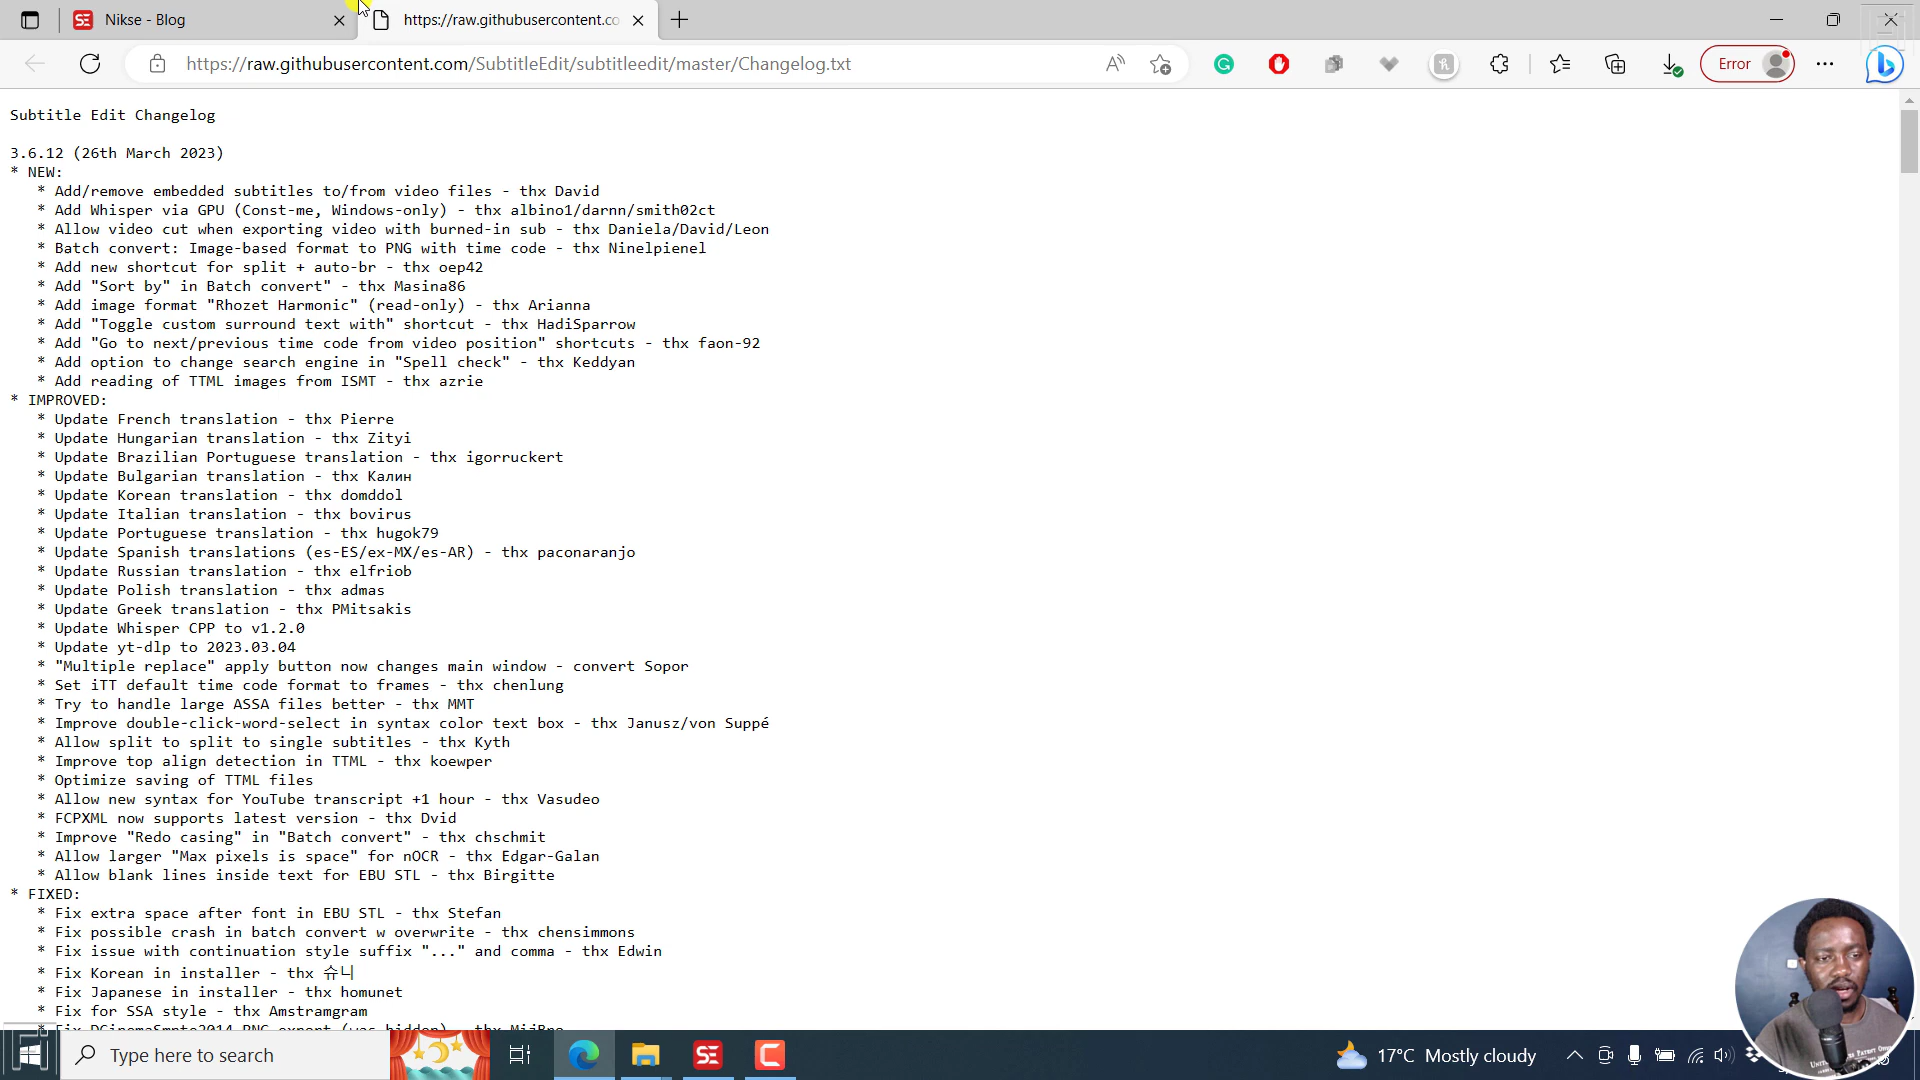 Nikse - Blog
https://raw.githubusercontent.co
https://raw.githubusercontent.com/SubtitleEdit/subtitleedit/master/Changelog.txt
Error
Subtitle Edit Changelog
3.6.12 (26th March 2023)
* NEW:
* Add/remove embedded subtitles to/from video files - thx David
* Add Whisper via GPU (Const-me, Windows-only) - thx albino1/darnn/smith02ct
* Allow video cut when exporting video with burned-in sub - thx Daniela/David/Leon
* Batch convert: Image-based format to PNG with time code - thx Ninelpienel
* Add new shortcut for split + auto-br - thx oep42
* Add "Sort by" in Batch convert" - thx Masina86
* Add image format "Rhozet Harmonic" (read-only) - thx Arianna
* Add "Toggle custom surround text with" shortcut - thx HadiSparrow
* Add "Go to next/previous time code from video position" shortcuts - thx faon-92
* Add option to change search engine in "Spell check" - thx Keddyan
* Add reading of TTML images from ISMT - thx azrie
* IMPROVED:
* Update French translation - thx Pierre
* Update Hungarian translation - thx Zityi
* Update Brazilian Portuguese translation - thx igorruckert
* Update Bulgarian translation - thx Калин
* Update Korean translation - thx domddol
* Update Italian translation - thx bovirus
* Update Portuguese translation - thx hugok79
* Update Spanish translations (es-ES/ex-MX/es-AR) - thx paconaranjo
* Update Russian translation - thx elfriob
* Update Polish translation - thx admas
* Update Greek translation - thx PMitsakis
* Update Whisper CPP to v1.2.0
* Update yt-dlp to 2023.03.04
* "Multiple replace" apply button now changes main window - convert Sopor
* Set iTT default time code format to frames - thx chenlung
* Try to handle large ASSA files better - thx MMT
* Improve double-click-word-select in syntax color text box - thx Janusz/von Suppé
* Allow split to split to single subtitles - thx Kyth
* Improve top align detection in TTML - thx koewper
* Optimize saving of TTML files
* Allow new syntax for YouTube transcript +1 hour - thx Vasudeo
* FCPXML now supports latest version - thx Dvid
* Improve "Redo casing" in "Batch convert" - thx chschmit
* Allow larger "Max pixels is space" for nOCR - thx Edgar-Galan
* Allow blank lines inside text for EBU STL - thx Birgitte
* FIXED:
* Fix extra space after font in EBU STL - thx Stefan
* Fix possible crash in batch convert w overwrite - thx chensimmons
* Fix issue with continuation style suffix "..." and comma - thx Edwin
* Fix Korean in installer - thx 슈니
* Fix Japanese in installer - thx homunet
* Fix for SSA style - thx Amstramgram
* Fix DCinemaSmpte2014 PNG export (was hidden) - thx MijBro
Type here to search
17°C Mostly cloudy